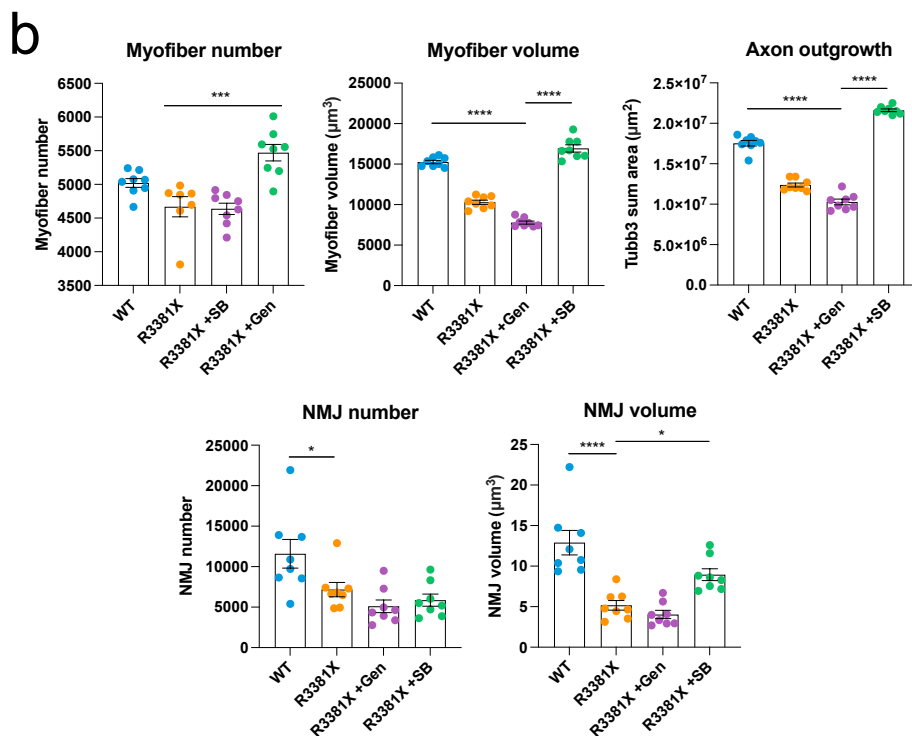 b
Myofiber number
Myofiber number
6500
6000
5500
5000
4500
4000
3500
***
WT
R3381X
R3381X +SB
R3381X +Gen
Myofiber volume
Myofiber volume (µm³)
25000
20000
15000
10000
5000
0
****
****
WT
R3381X
R3381X +Gen
R3381X +SB
Axon outgrowth
Tubb3 sum area (µm²)
2.5×10⁷
2.0×10⁷
1.5×10⁷
1.0×10⁷
5.0×10⁶
0.0
****
****
WT
R3381X
R3381X +Gen
R3381X +SB
NMJ number
NMJ number
25000
20000
15000
10000
5000
0
*
WT
R3381X
R3381X +Gen
R3381X +SB
NMJ volume
NMJ volume (µm³)
25
20
15
10
5
0
****
*
WT
R3381X
R3381X +Gen
R3381X +SB